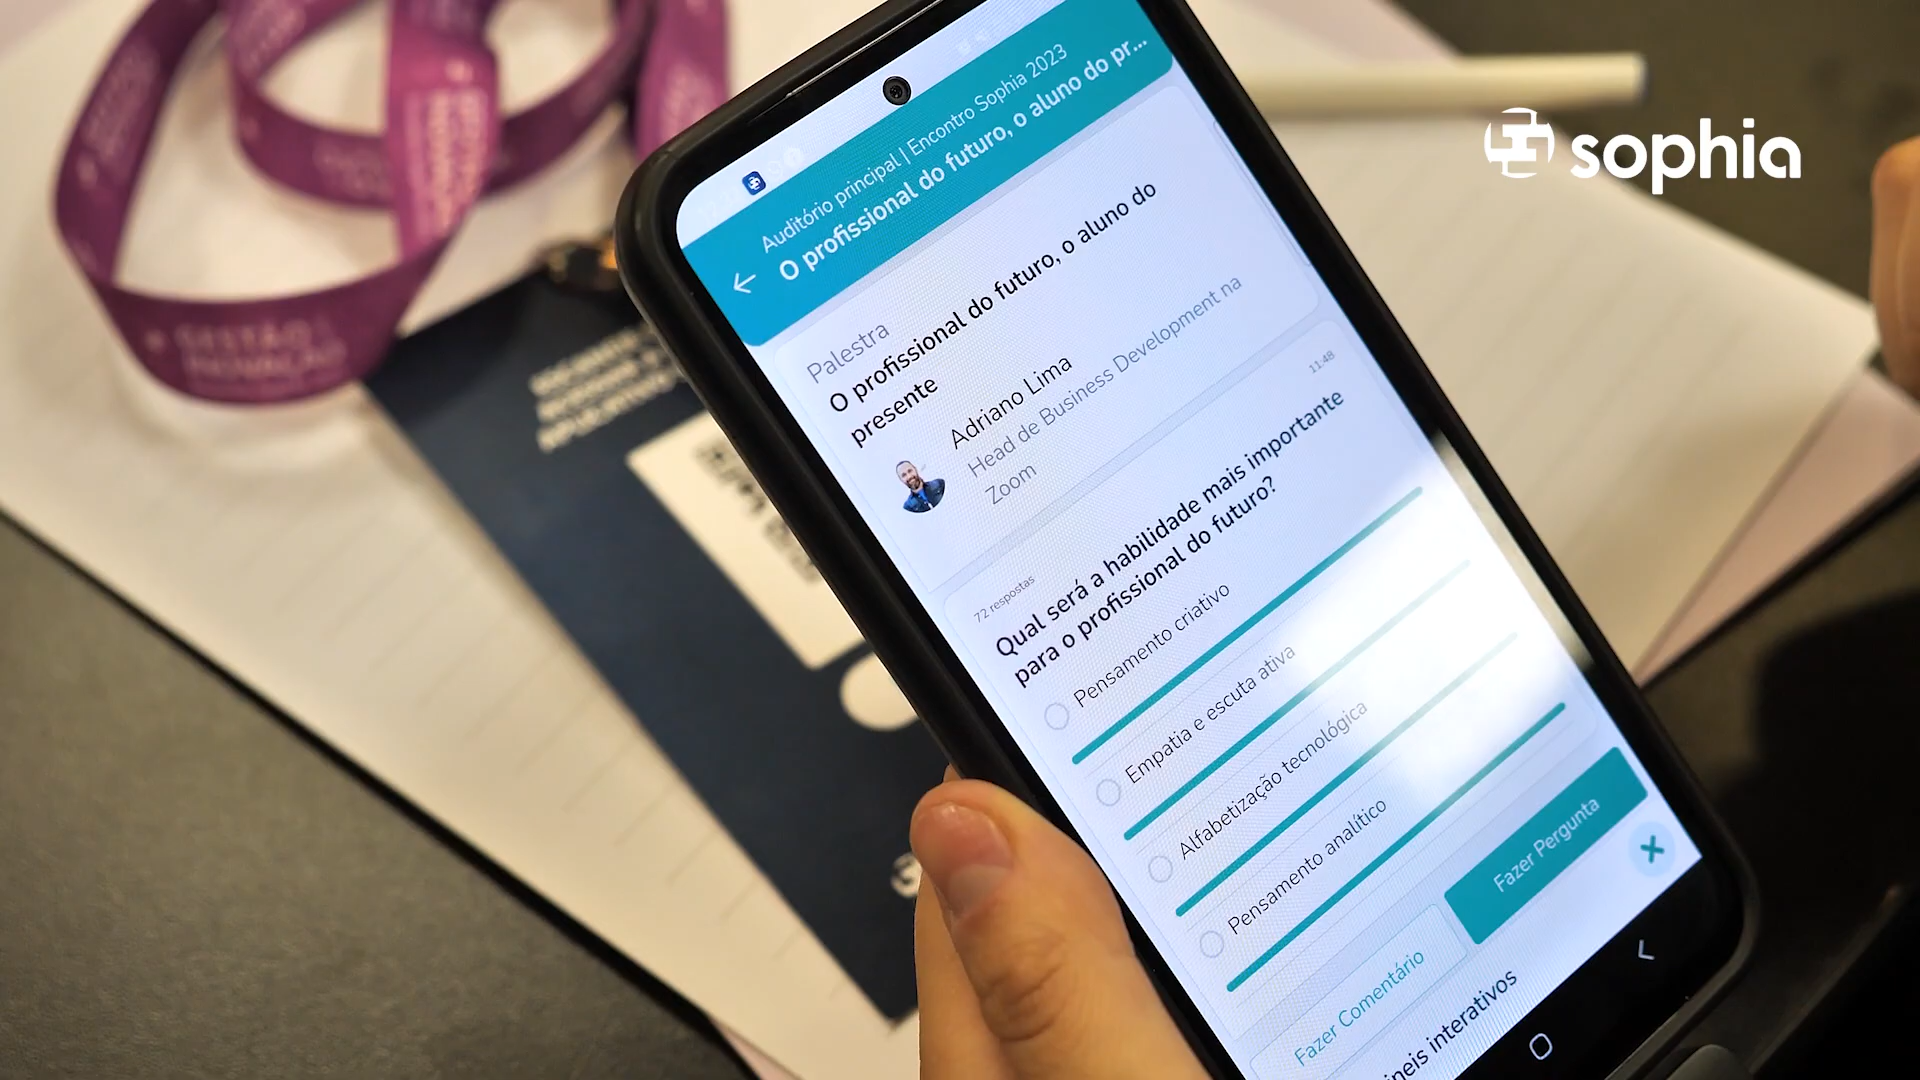 sophia
Auditório principal | Encontro Sophia 2023
O profissional do futuro, o aluno do pr...
Palestra
O profissional do futuro, o aluno do
presente
Adriano Lima
Head de Business Development na
Zoom
11:48
72 respostas
Qual será a habilidade mais importante
para o profissional do futuro?
Pensamento criativo
Empatia e escuta ativa
Alfabetização tecnológica
Pensamento analítico
Fazer Comentário
Fazer Pergunta
interativos
GESTÃO
INOVAÇÃO